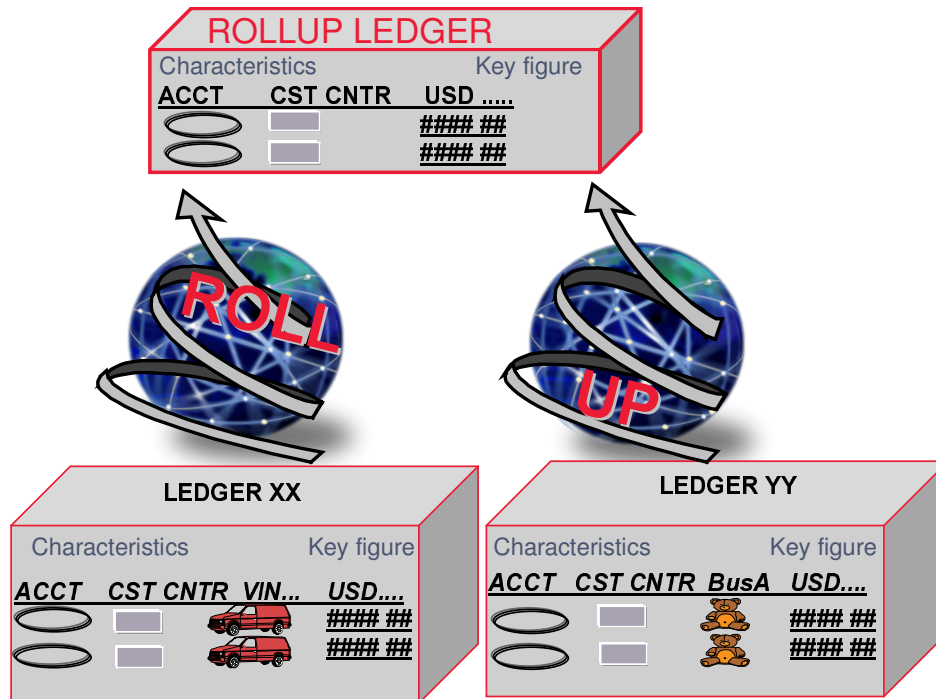 ROLLUP LEDGER
Characteristics Key figure
ACCT CST CNTR USD .....
#### ##
#### ##
ROLL
UP
LEDGER XX
Characteristics Key figure
ACCT CST CNTR VIN... USD....
#### ##
#### ##
LEDGER YY
Characteristics Key figure
ACCT CST CNTR BusA USD....
#### ##
#### ##